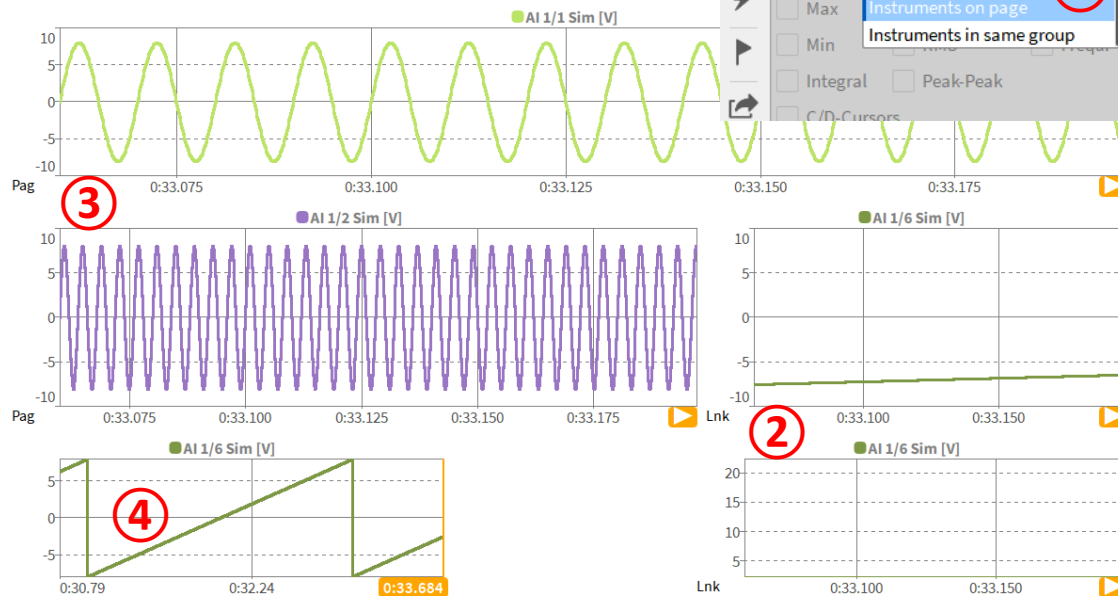 AI 1/1 Sim [V]
Max
Instruments on page
Min
Instruments in same group
Integral
Peak-Peak
C/D-Cursors
10
5
0
-5
-10
Pag
0:33.075
0:33.100
0:33.125
0:33.150
0:33.175
3
AI 1/2 Sim [V]
10
5
0
-5
-10
Pag
0:33.075
0:33.100
0:33.125
0:33.150
0:33.175
AI 1/6 Sim [V]
10
5
0
-5
-10
Lnk
0:33.100
0:33.150
2
AI 1/6 Sim [V]
5
0
-5
4
0:30.79
0:32.24
0:33.684
AI 1/6 Sim [V]
20
15
10
5
Lnk
0:33.100
0:33.150